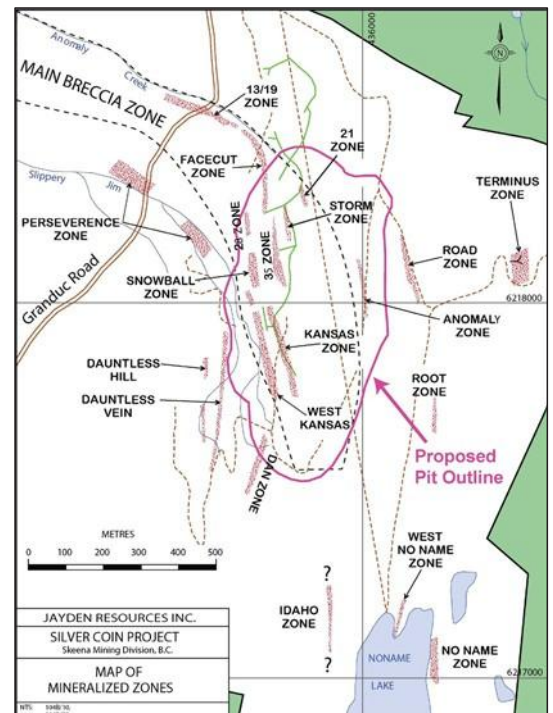 436000
N
Anomaly
Creek
MAIN BRECCIA ZONE
13/19
ZONE
FACECUT
ZONE
21
ZONE
Slippery
Jim
PERSEVERENCE
ZONE
STORM
ZONE
TERMINUS
ZONE
28 ZONE
35 ZONE
ROAD
ZONE
SNOWBALL
ZONE
Granduc Road
6218000
ANOMALY
ZONE
KANSAS
ZONE
DAUNTLESS
HILL
DAUNTLESS
VEIN
ROOT
ZONE
WEST
KANSAS
Proposed
Pit Outline
DAN ZONE
METRES
0 100 200 300 400 500
WEST
NO NAME
ZONE
?
IDAHO
ZONE
?
NO NAME
ZONE
NONAME
LAKE
6217000
JAYDEN RESOURCES INC.
SILVER COIN PROJECT
Skeena Mining Division, B.C.
MAP OF
MINERALIZED ZONES
NTS: